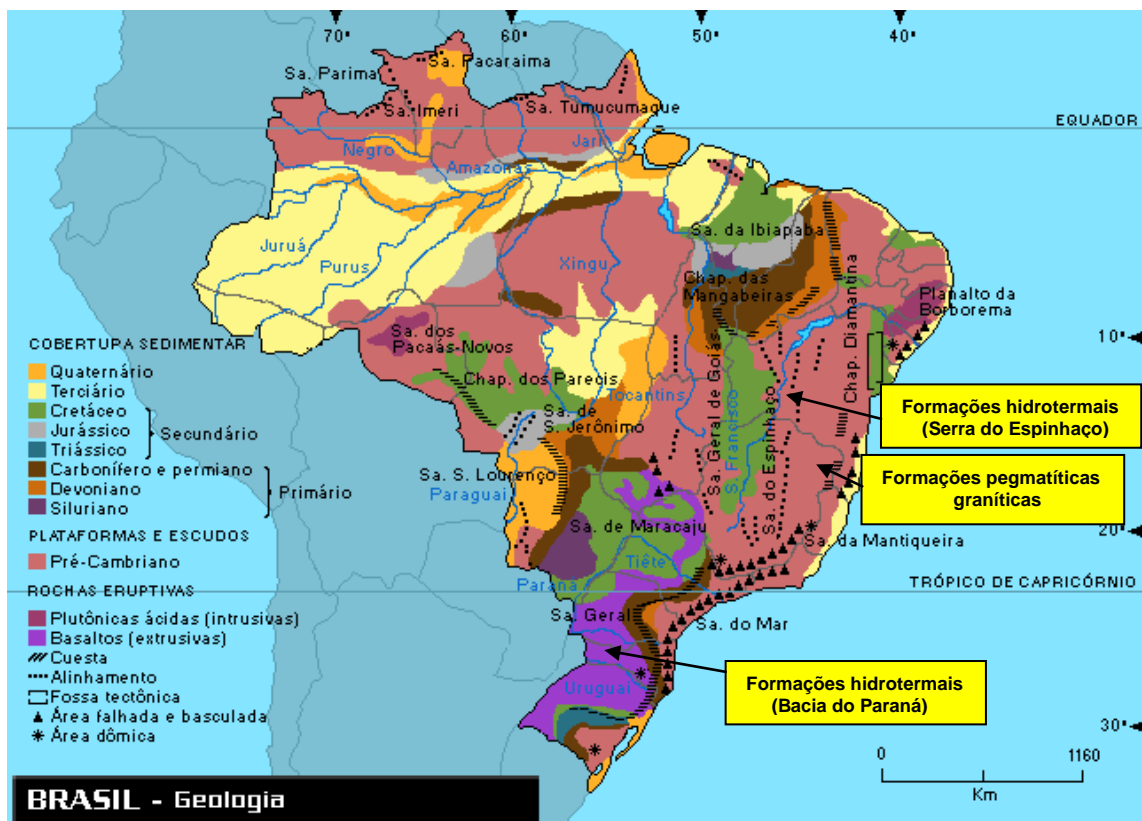 70°
60°
50°
40°
Sa. Parima
Sa. Pacaraima
Sa. Imeri
Sa. Tumucumaque
EQUADOR
Negro
Jari
Amazonas
Juruá
Purus
Xingu
Sa. da Ibiapaba
Chap. das
Mangabeiras
Chap. Diamantina
Planalto da
Borborema
Sa. dos
Pacaás-Novos
10°
Chap. dos Parecis
Tocantins
Sa. Geral de Goiás
S. Francisco
Sa. do Espinhaço
Sa. de
S. Jerônimo
Formações hidrotermais
(Serra do Espinhaço)
Sa. S. Lourenço
Paraguai
Formações pegmatíticas
graníticas
Sa. de Maracaju
20°
Sa. da Mantiqueira
Tiête
Paraná
TRÓPICO DE CAPRICÓRNIO
Sa. Geral
Sa. do Mar
Uruguai
Formações hidrotermais
(Bacia do Paraná)
30°
0
1160
Km
COBERTURA SEDIMENTAR
Quaternário
Terciário
Cretáceo
Jurássico
Triássico
Secundário
Carbonífero e permiano
Devoniano
Siluriano
Primário
PLATAFORMAS E ESCUDOS
Pré-Cambriano
ROCHAS ERUPTIVAS
Plutônicas ácidas (intrusivas)
Basaltos (extrusivas)
Cuesta
Alinhamento
Fossa tectônica
Área falhada e basculada
Área dômica
BRASIL - Geologia